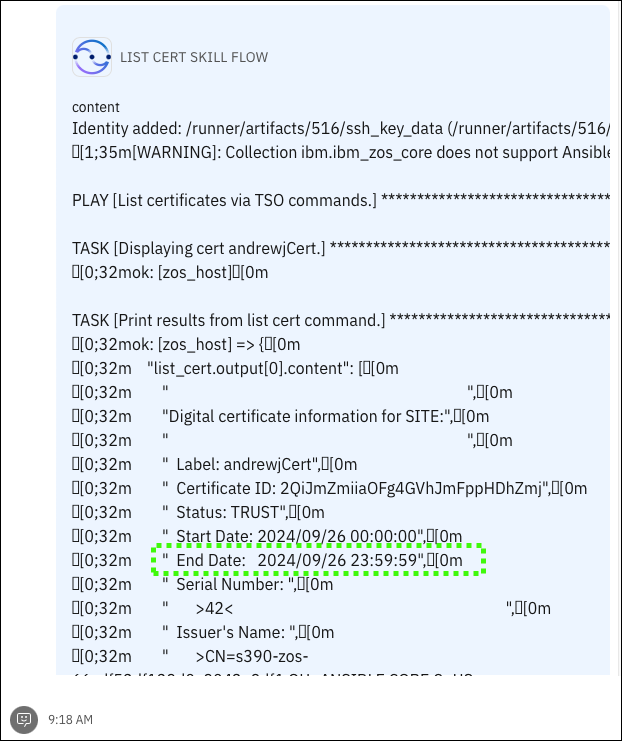 LIST CERT SKILL FLOW
content
Identity added: /runner/artifacts/516/ssh_key_data (/runner/artifacts/516/
[1;35m[WARNING]: Collection ibm.ibm_zos_core does not support Ansible
PLAY [List certificates via TSO commands.] ********************************
TASK [Displaying cert andrewjCert.] ***************************************
[0;32mok: [zos_host][0m
TASK [Print results from list cert command.] *******************************
[0;32mok: [zos_host] => {[0m
[0;32m    "list_cert.output[0].content": [[0m
[0;32m        "                                                                      ",[0m
[0;32m        "Digital certificate information for SITE:",[0m
[0;32m        "                                                                      ",[0m
[0;32m        "  Label: andrewjCert",[0m
[0;32m        "  Certificate ID: 2QiJmZmiiaOFg4GVhJmFppHDhZmj",[0m
[0;32m        "  Status: TRUST",[0m
[0;32m        "  Start Date: 2024/09/26 00:00:00",[0m
[0;32m        "  End Date:   2024/09/26 23:59:59",[0m
[0;32m        "  Serial Number: ",[0m
[0;32m        "       >42<                                                                 ",[0m
[0;32m        "  Issuer's Name: ",[0m
[0;32m        "       >CN=s390-zos-
9:18 AM